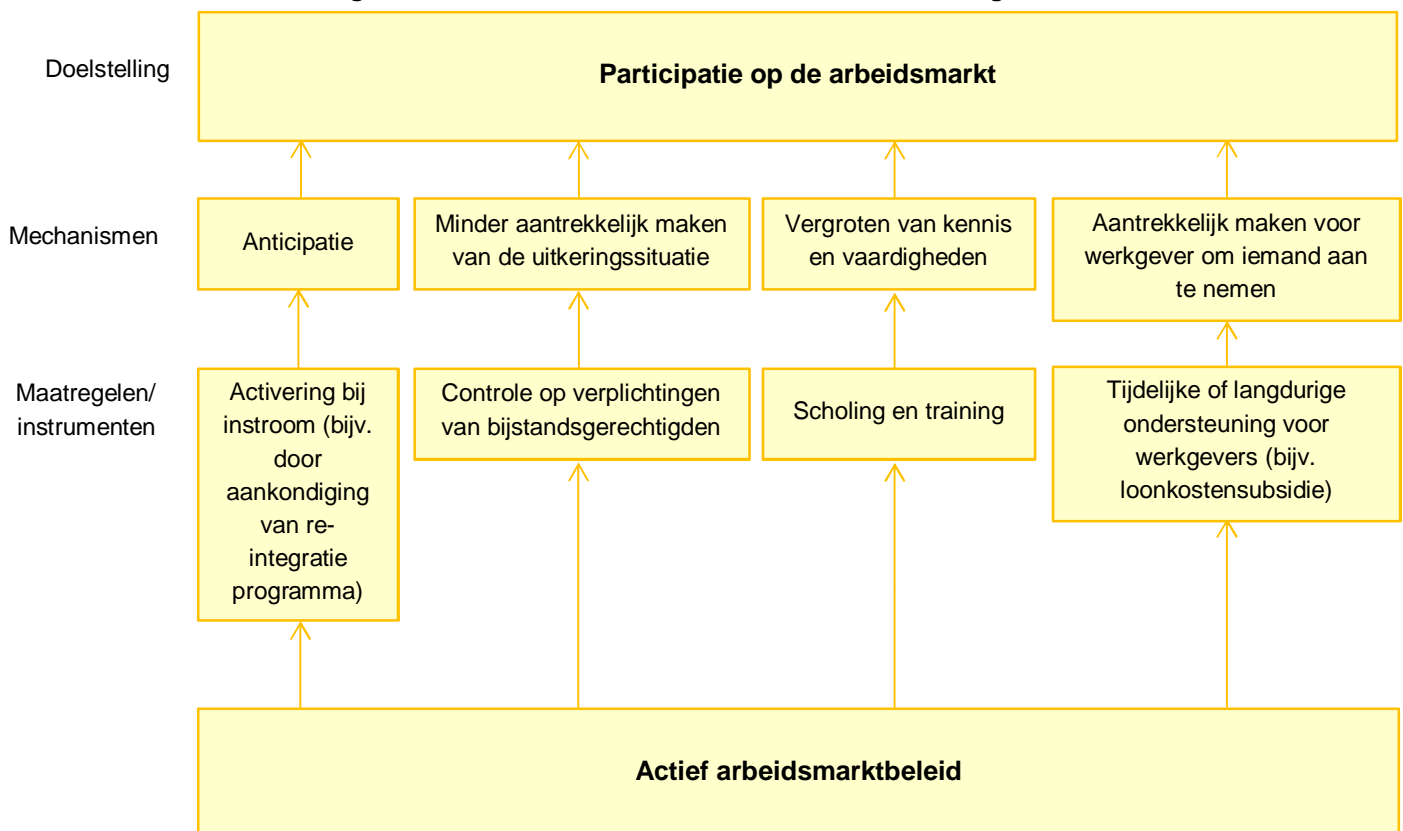 Doelstelling
Participatie op de arbeidsmarkt
Mechanismen
Anticipatie
Minder aantrekkelijk maken
van de uitkeringssituatie
Vergroten van kennis
en vaardigheden
Aantrekkelijk maken voor
werkgever om iemand aan
te nemen
Maatregelen/
instrumenten
Activering bij
instroom (bijv.
door
aankondiging
van re-
integratie
programma)
Controle op verplichtingen
van bijstandsgerechtigden
Scholing en training
Tijdelijke of langdurige
ondersteuning voor
werkgevers (bijv.
loonkostensubsidie)
Actief arbeidsmarktbeleid